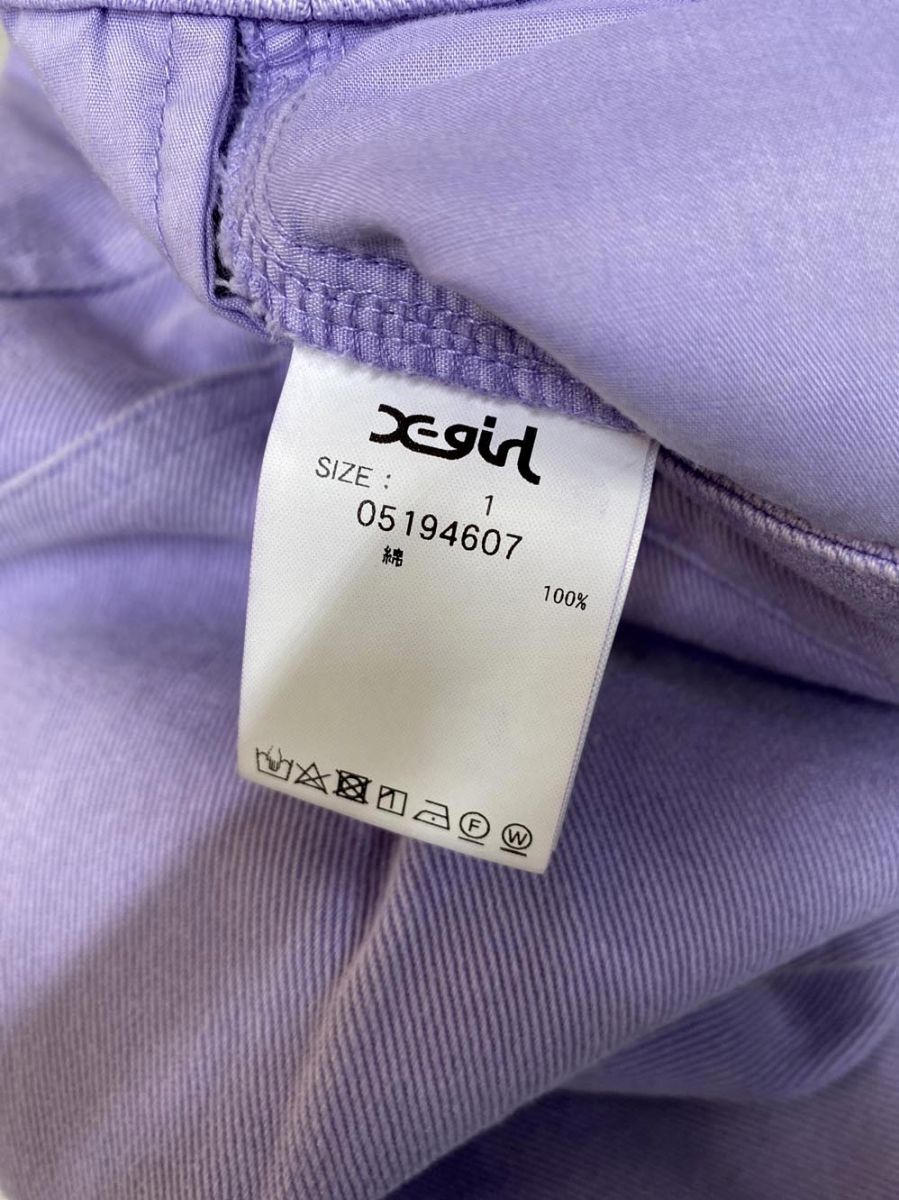 X-girl
SIZE : 1
05194607
綿 100%
F W